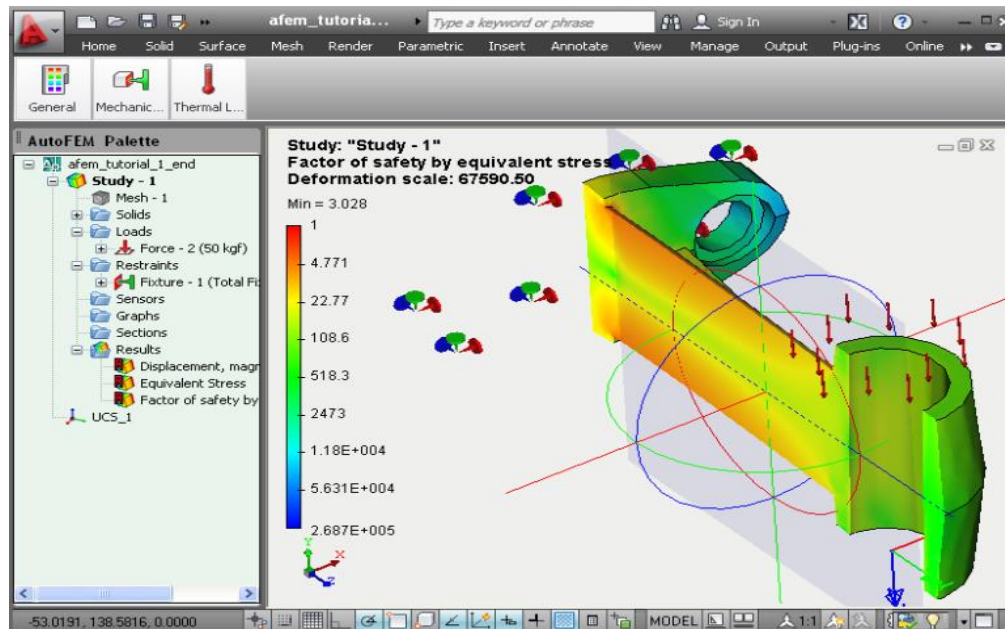 afem_tutoria...
Type a keyword or phrase
Sign In
Home Solid Surface Mesh Render Parametric Insert Annotate View Manage Output Plug-ins Online
General Mechanic... Thermal L...
AutoFEM Palette
afem_tutorial_1_end
Study - 1
Mesh - 1
Solids
Loads
Force - 2 (50 kgf)
Restraints
Fixture - 1 (Total Fi
Sensors
Graphs
Sections
Results
Displacement, magr
Equivalent Stress
Factor of safety by
UCS_1
Study: "Study - 1"
Factor of safety by equivalent stress
Deformation scale: 67590.50
Min = 3.028
1
4.771
22.77
108.6
518.3
2473
1.18E+004
5.631E+004
2.687E+005
Y
X
Z
-53.0191, 138.5816, 0.0000
MODEL
1:1